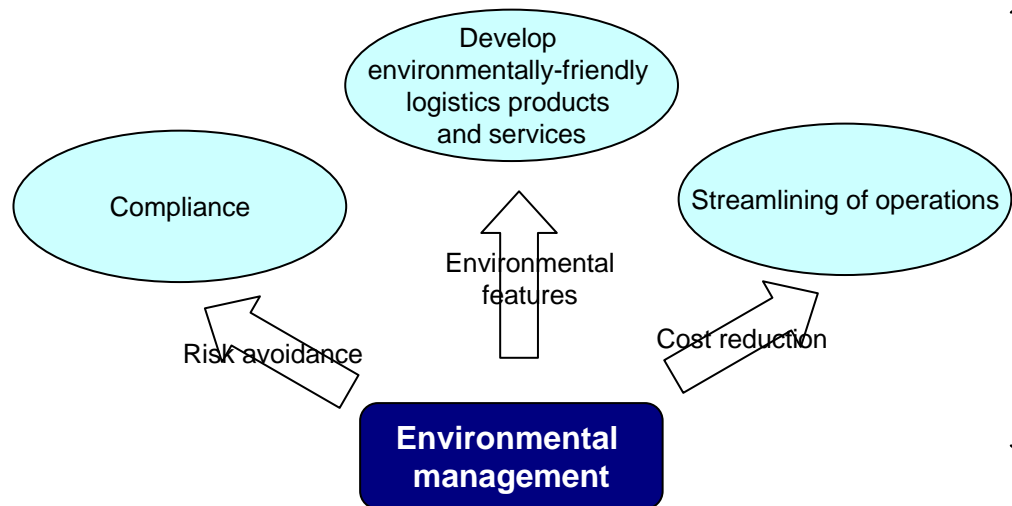 Develop
environmentally-friendly
logistics products
and services
Compliance
Streamlining of operations
Environmental
features
Risk avoidance
Cost reduction
Environmental
management